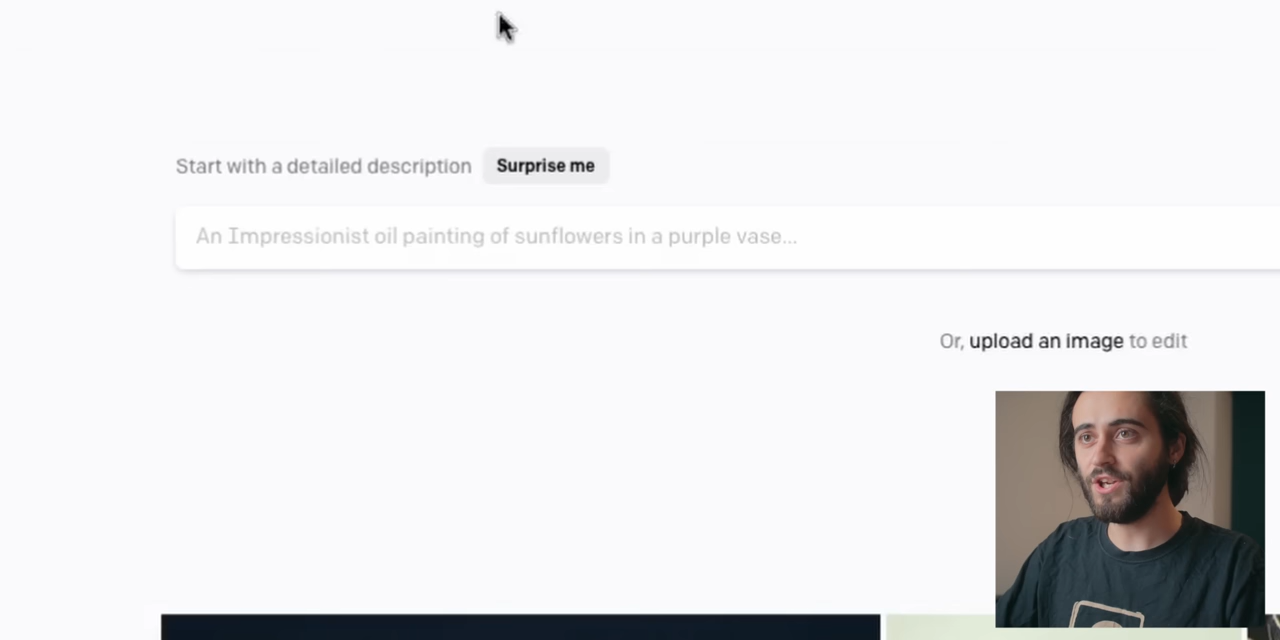 Start with a detailed description Surprise me
An Impressionist oil painting of sunflowers in a purple vase...
Or, upload an image to edit